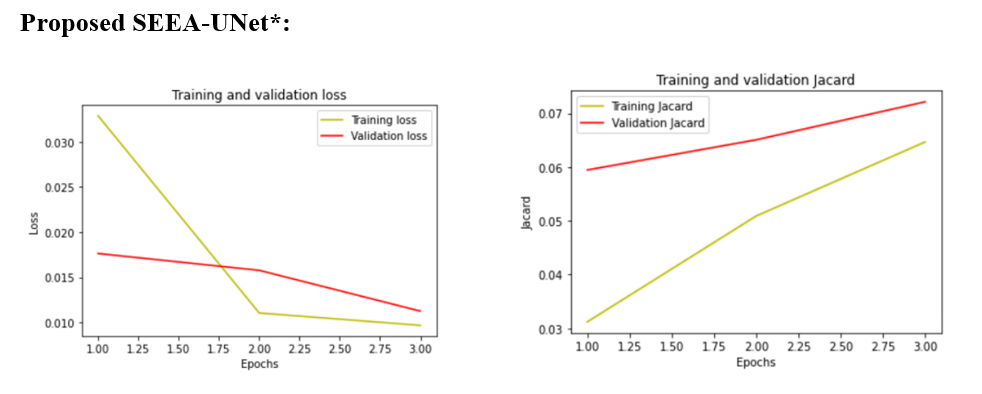 Proposed SEEA-UNet*:
Training and validation loss
Training loss
Validation loss
Loss
0.030
0.025
0.020
0.015
0.010
1.00 1.25 1.50 1.75 2.00 2.25 2.50 2.75 3.00
Epochs
Training and validation Jacard
Training Jacard
Validation Jacard
Jacard
0.07
0.06
0.05
0.04
0.03
1.00 1.25 1.50 1.75 2.00 2.25 2.50 2.75 3.00
Epochs